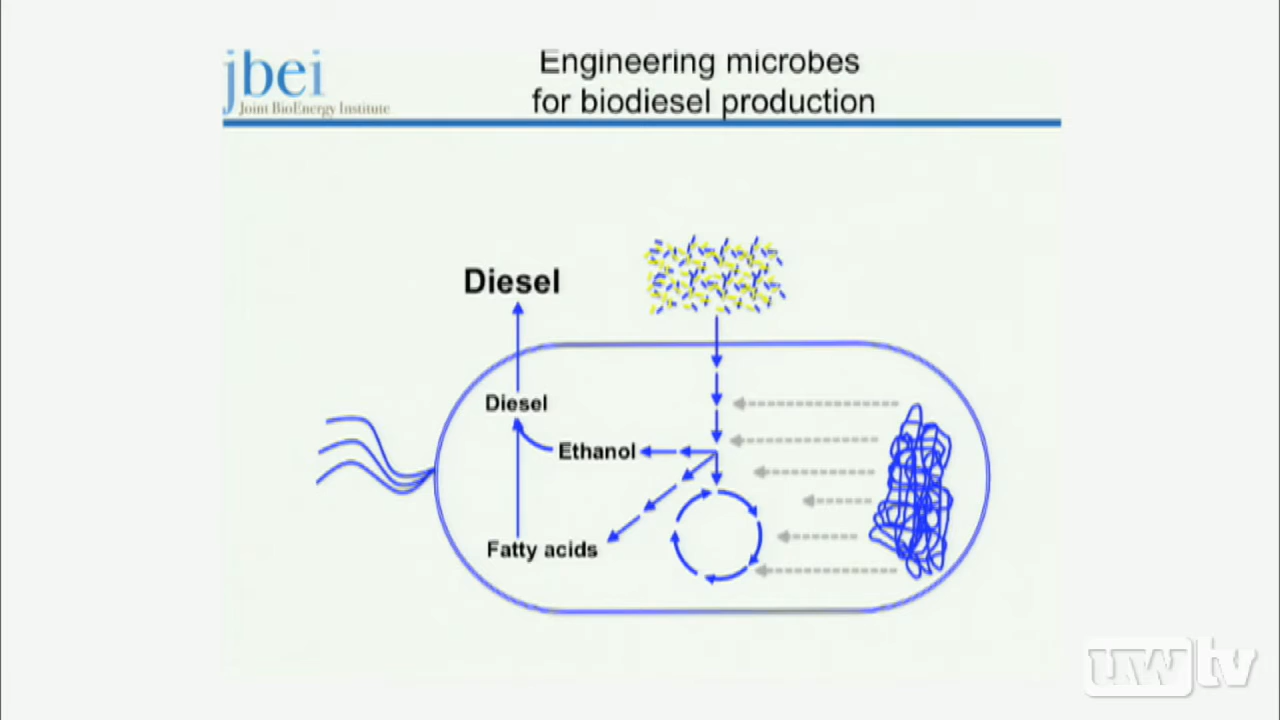 jbei
Joint BioEnergy Institute
Engineering microbes
for biodiesel production
Diesel
Diesel
Ethanol
Fatty acids
uwtv